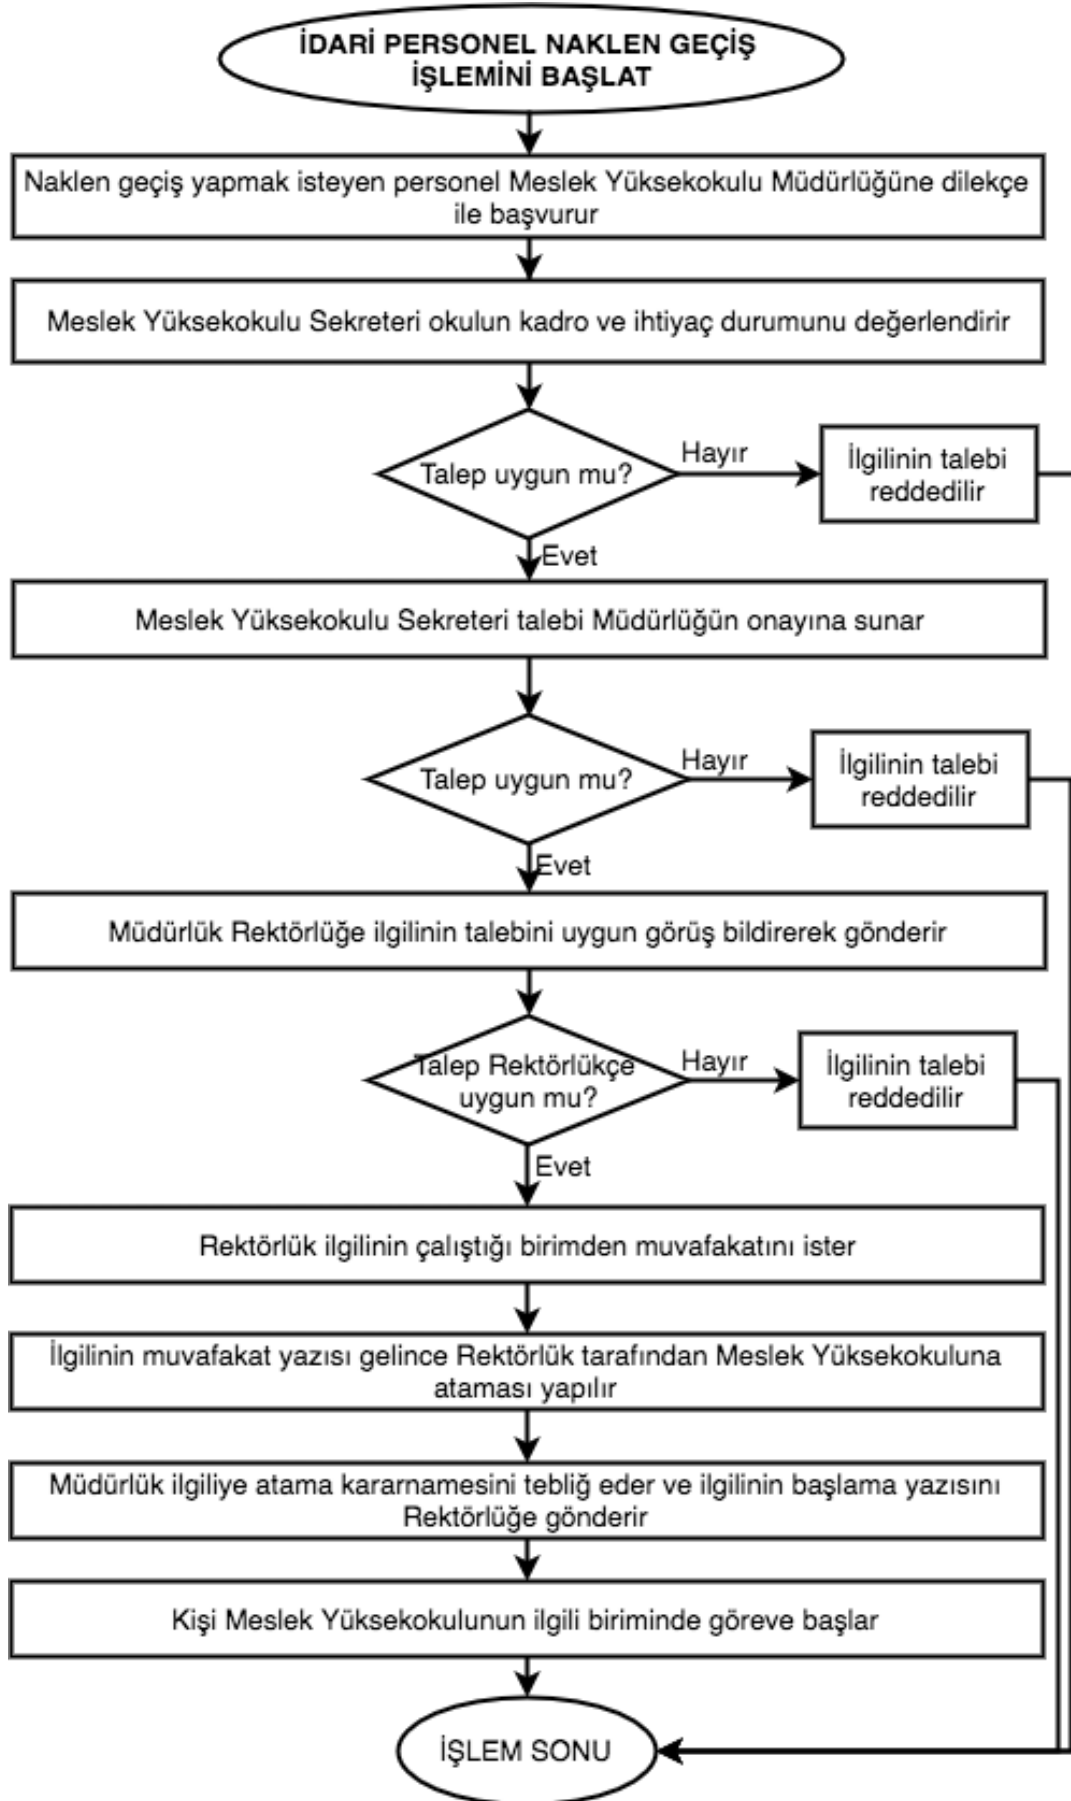 İDARİ PERSONEL NAKLEN GEÇİŞ
İŞLEMİNİ BAŞLAT
Naklen geçiş yapmak isteyen personel Meslek Yüksekokulu Müdürlüğüne dilekçe
ile başvurur
Meslek Yüksekokulu Sekreteri okulun kadro ve ihtiyaç durumunu değerlendirir
Talep uygun mu?
Hayır
İlgilinin talebi
reddedilir
Evet
Meslek Yüksekokulu Sekreteri talebi Müdürlüğün onayına sunar
Talep uygun mu?
Hayır
İlgilinin talebi
reddedilir
Evet
Müdürlük Rektörlüğe ilgilinin talebini uygun görüş bildirerek gönderir
Talep Rektörlükçe
uygun mu?
Hayır
İlgilinin talebi
reddedilir
Evet
Rektörlük ilgilinin çalıştığı birimden muvafakatını ister
İlgilinin muvafakat yazısı gelince Rektörlük tarafından Meslek Yüksekokuluna
ataması yapılır
Müdürlük ilgiliye atama kararnamesini tebliğ eder ve ilgilinin başlama yazısını
Rektörlüğe gönderir
Kişi Meslek Yüksekokulunun ilgili biriminde göreve başlar
İŞLEM SONU